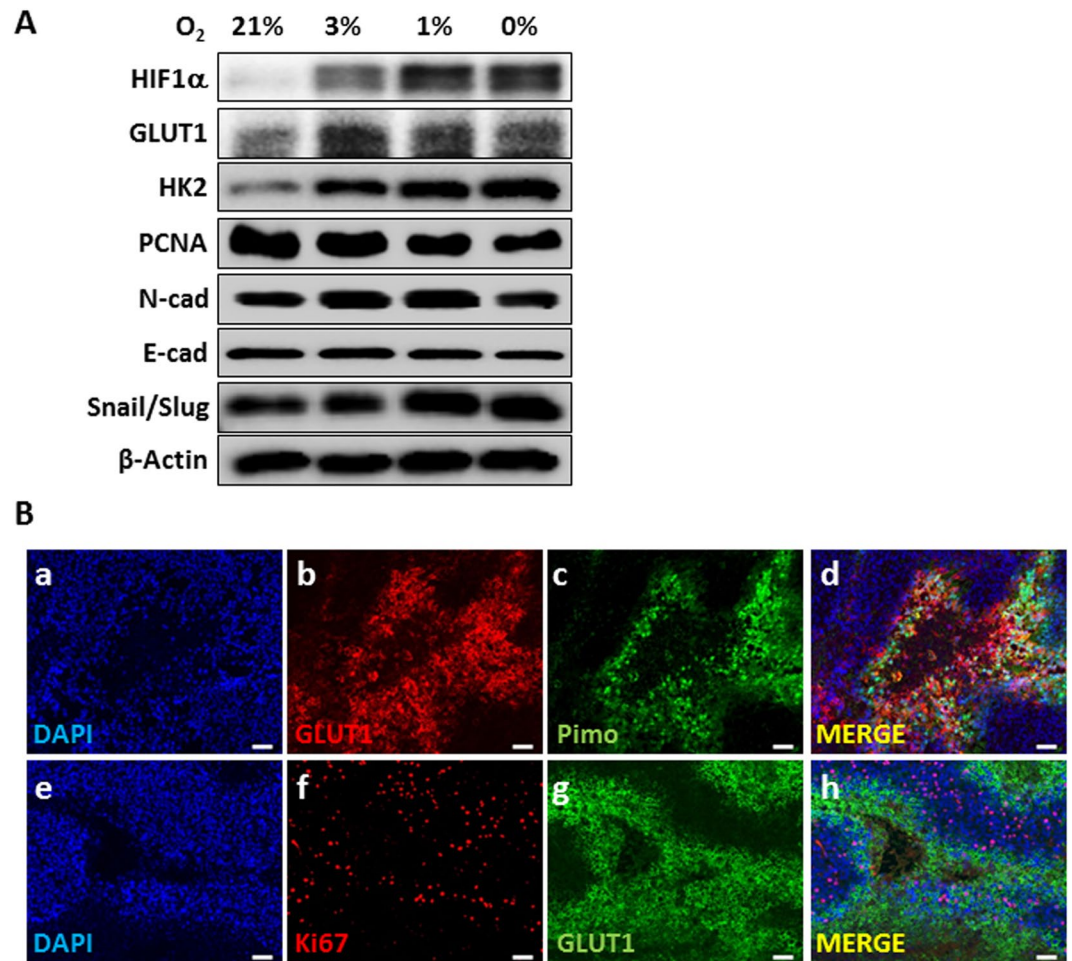 A
O₂ 21% 3% 1% 0%
HIF1α
GLUT1
HK2
PCNA
N-cad
E-cad
Snail/Slug
β-Actin
B
a b c d
DAPI GLUT1 Pimo MERGE
e f g h
DAPI Ki67 GLUT1 MERGE